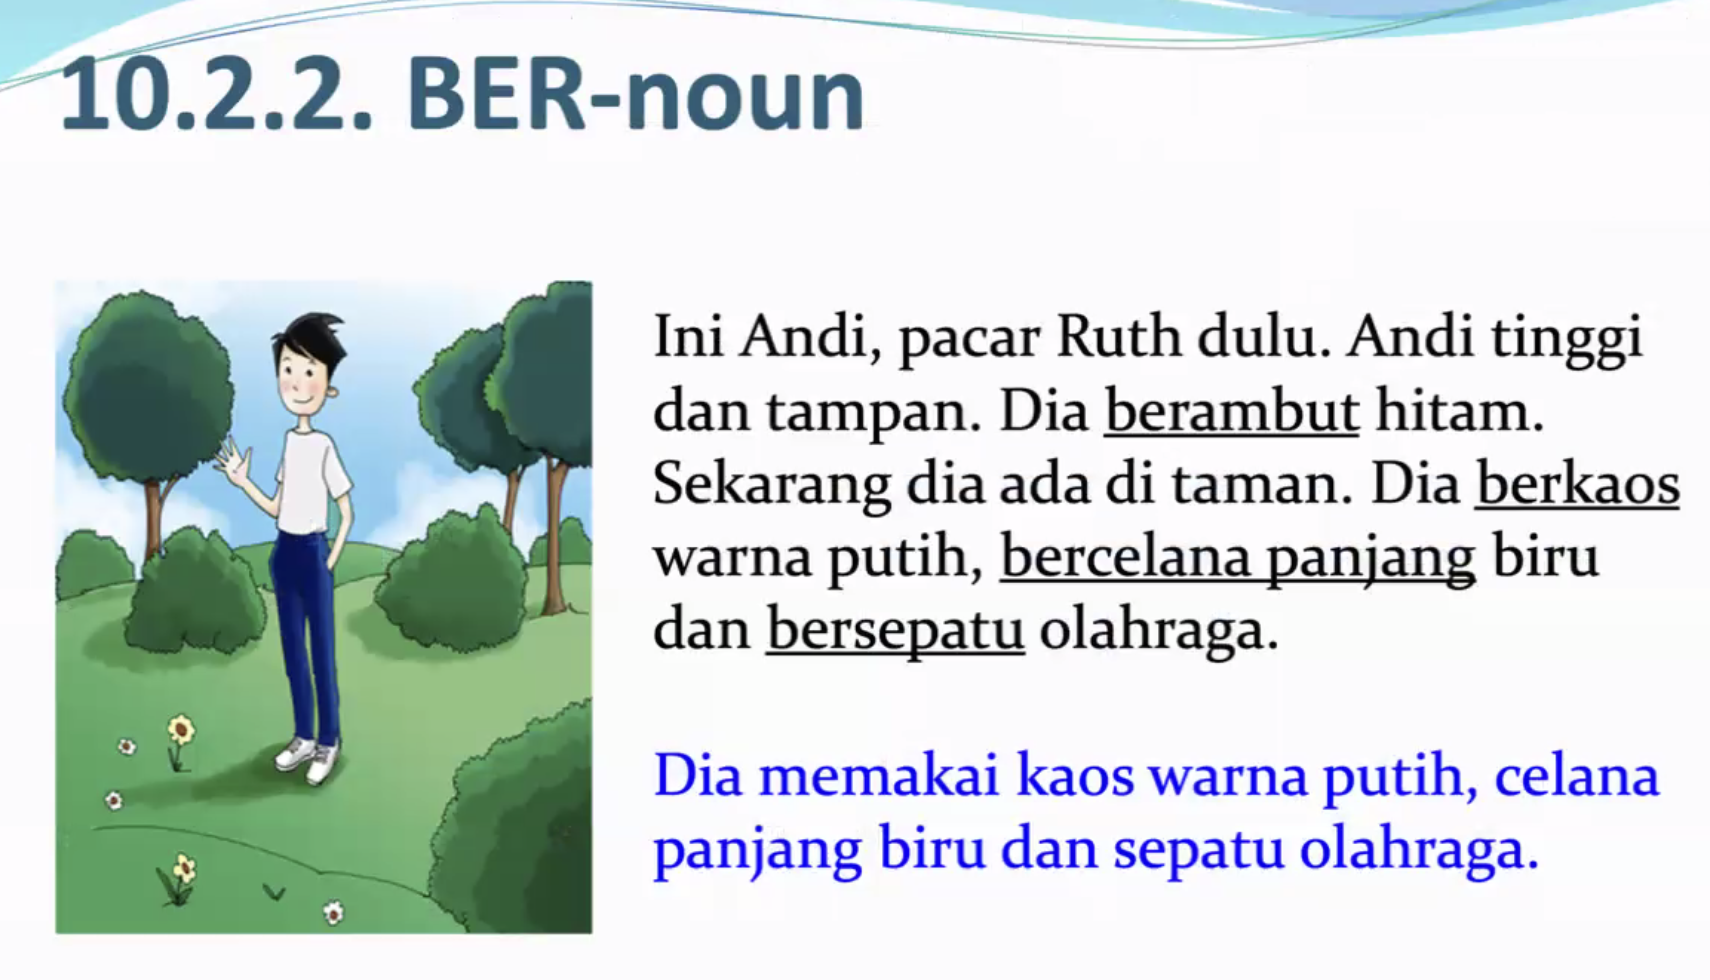 10.2.2. BER-noun
Ini Andi, pacar Ruth dulu. Andi tinggi
dan tampan. Dia berambut hitam.
Sekarang dia ada di taman. Dia berkaos
warna putih, bercelana panjang biru
dan bersepatu olahraga.
Dia memakai kaos warna putih, celana
panjang biru dan sepatu olahraga.